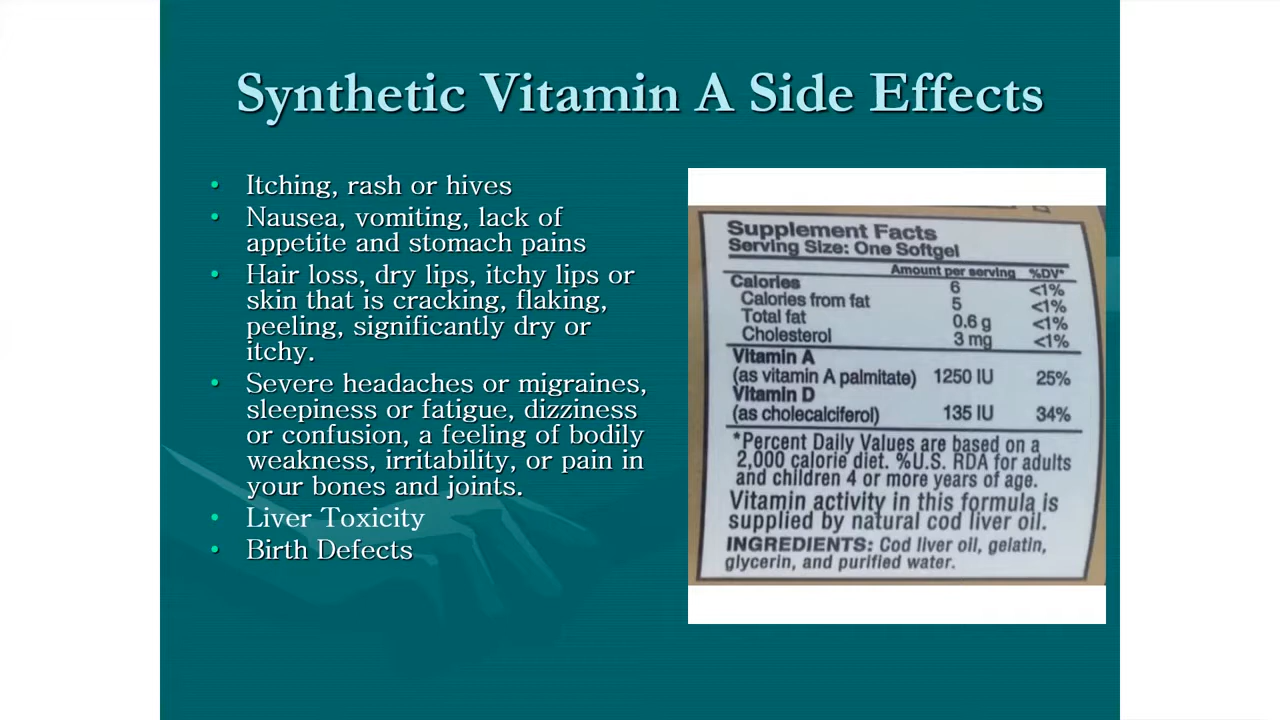 Synthetic Vitamin A Side Effects
• Itching, rash or hives
• Nausea, vomiting, lack of
appetite and stomach pains
• Hair loss, dry lips, itchy lips or
skin that is cracking, flaking,
peeling, significantly dry or
itchy.
• Severe headaches or migraines,
sleepiness or fatigue, dizziness
or confusion, a feeling of bodily
weakness, irritability, or pain in
your bones and joints.
• Liver Toxicity
• Birth Defects
Supplement Facts
Serving Size: One Softgel
Amount per serving %DV*
Calories 6 <1%
Calories from fat 5 <1%
Total fat 0.6 g <1%
Cholesterol 3 mg <1%
Vitamin A
(as vitamin A palmitate) 1250 IU 25%
Vitamin D
(as cholecalciferol) 135 IU 34%
*Percent Daily Values are based on a
2,000 calorie diet. %U.S. RDA for adults
and children 4 or more years of age.
Vitamin activity in this formula is
supplied by natural cod liver oil.
INGREDIENTS: Cod liver oil, gelatin,
glycerin, and purified water.